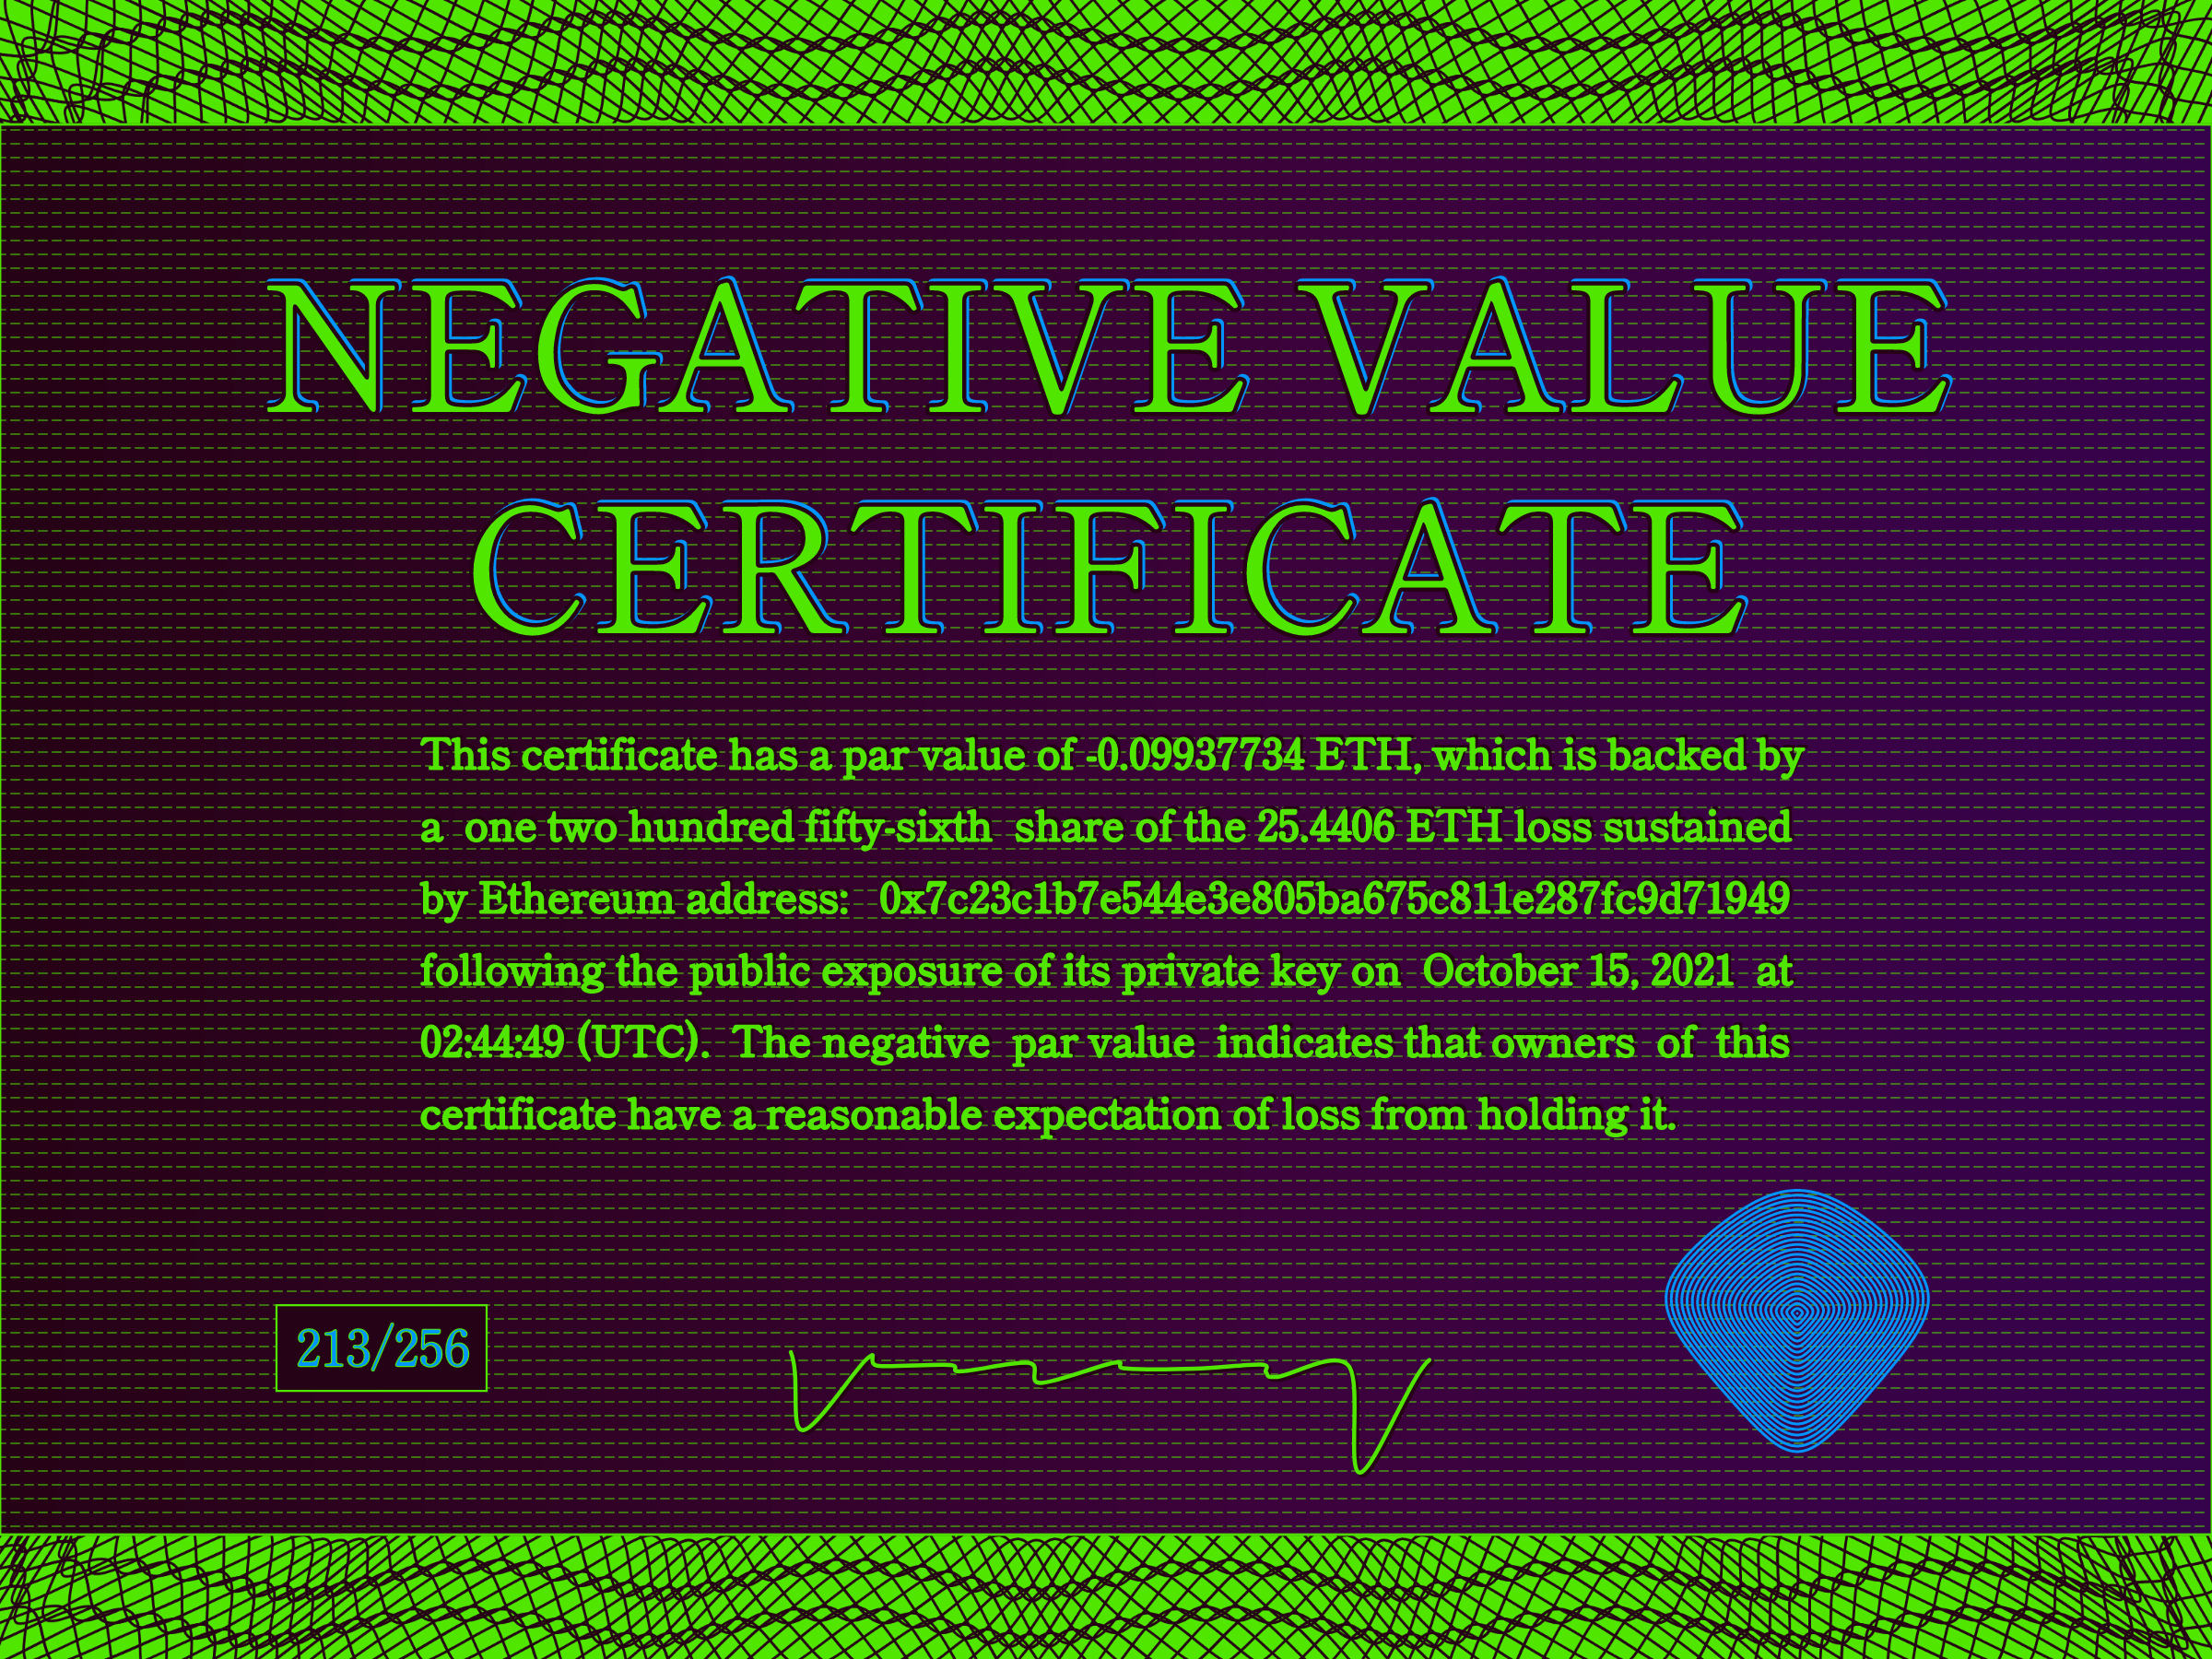 NEGATIVE VALUE
CERTIFICATE
This certificate has a par value of -0.09937734 ETH, which is backed by
a one two hundred fifty-sixth share of the 25.4406 ETH loss sustained
by Ethereum address: 0x7c23c1b7e544e3e805ba675c811e287fc9d71949
following the public exposure of its private key on October 15, 2021 at
02:44:49 (UTC). The negative par value indicates that owners of this
certificate have a reasonable expectation of loss from holding it.
213/256